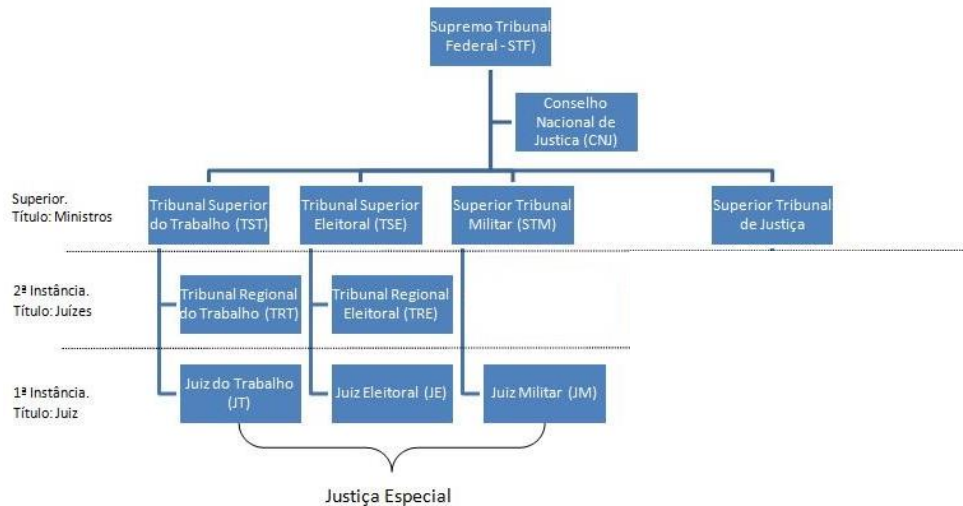 Supremo Tribunal
Federal - STF)
Conselho
Nacional de
Justica (CNJ)
Superior.
Título: Ministros
Tribunal Superior
do Trabalho (TST)
Tribunal Superior
Eleitoral (TSE)
Superior Tribunal
Militar (STM)
Superior Tribunal
de Justiça
2ª Instância.
Título: Juízes
Tribunal Regional
do Trabalho (TRT)
Tribunal Regional
Eleitoral (TRE)
1ª Instância.
Título: Juiz
Juiz do Trabalho
(JT)
Juiz Eleitoral (JE)
Juiz Militar (JM)
Justiça Especial